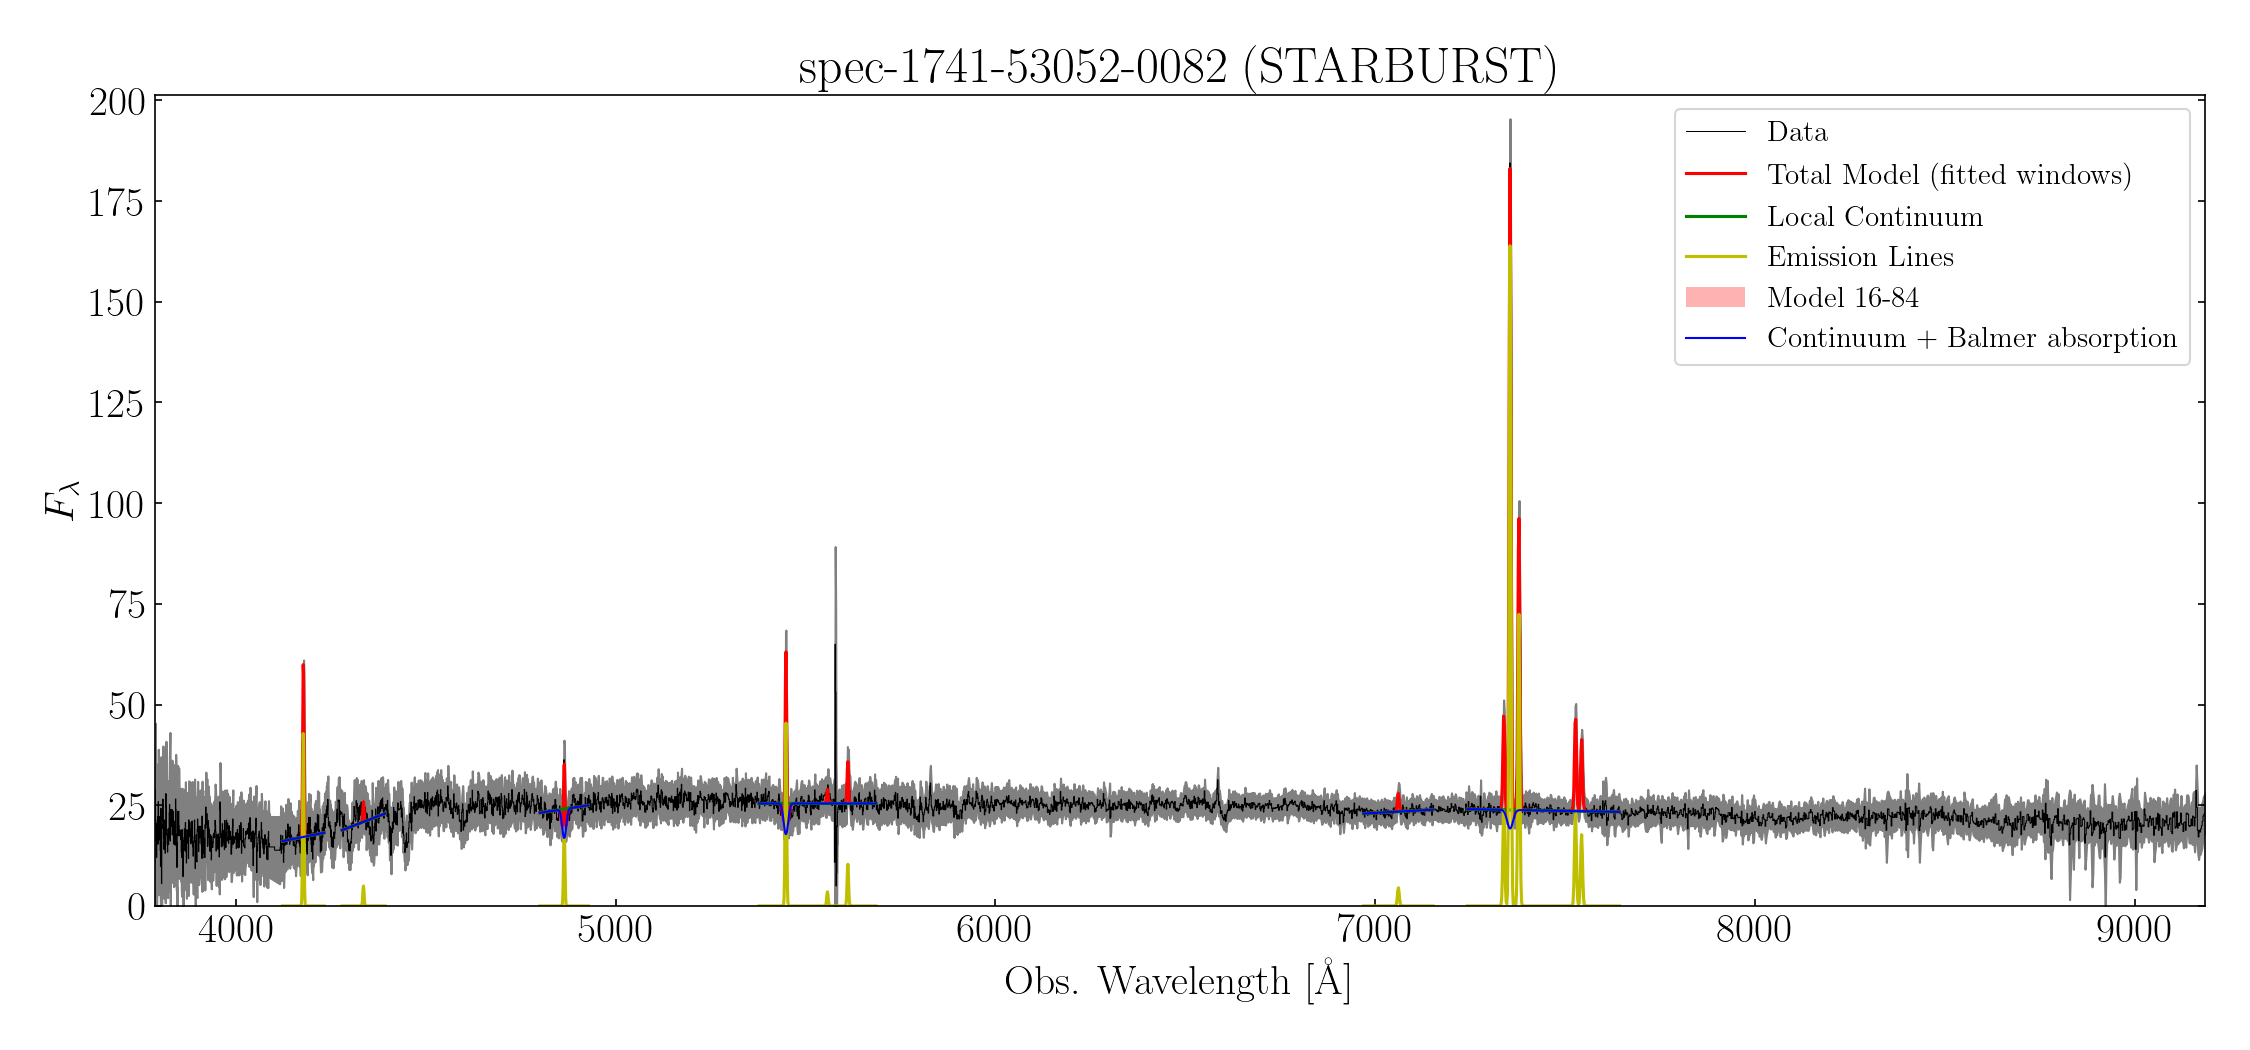 spec-1741-53052-0082 (STARBURST)
200
175
150
125
100
75
50
25
0
F_λ
Data
Total Model (fitted windows)
Local Continuum
Emission Lines
Model 16-84
Continuum + Balmer absorption
4000 5000 6000 7000 8000 9000
Obs. Wavelength [Å]